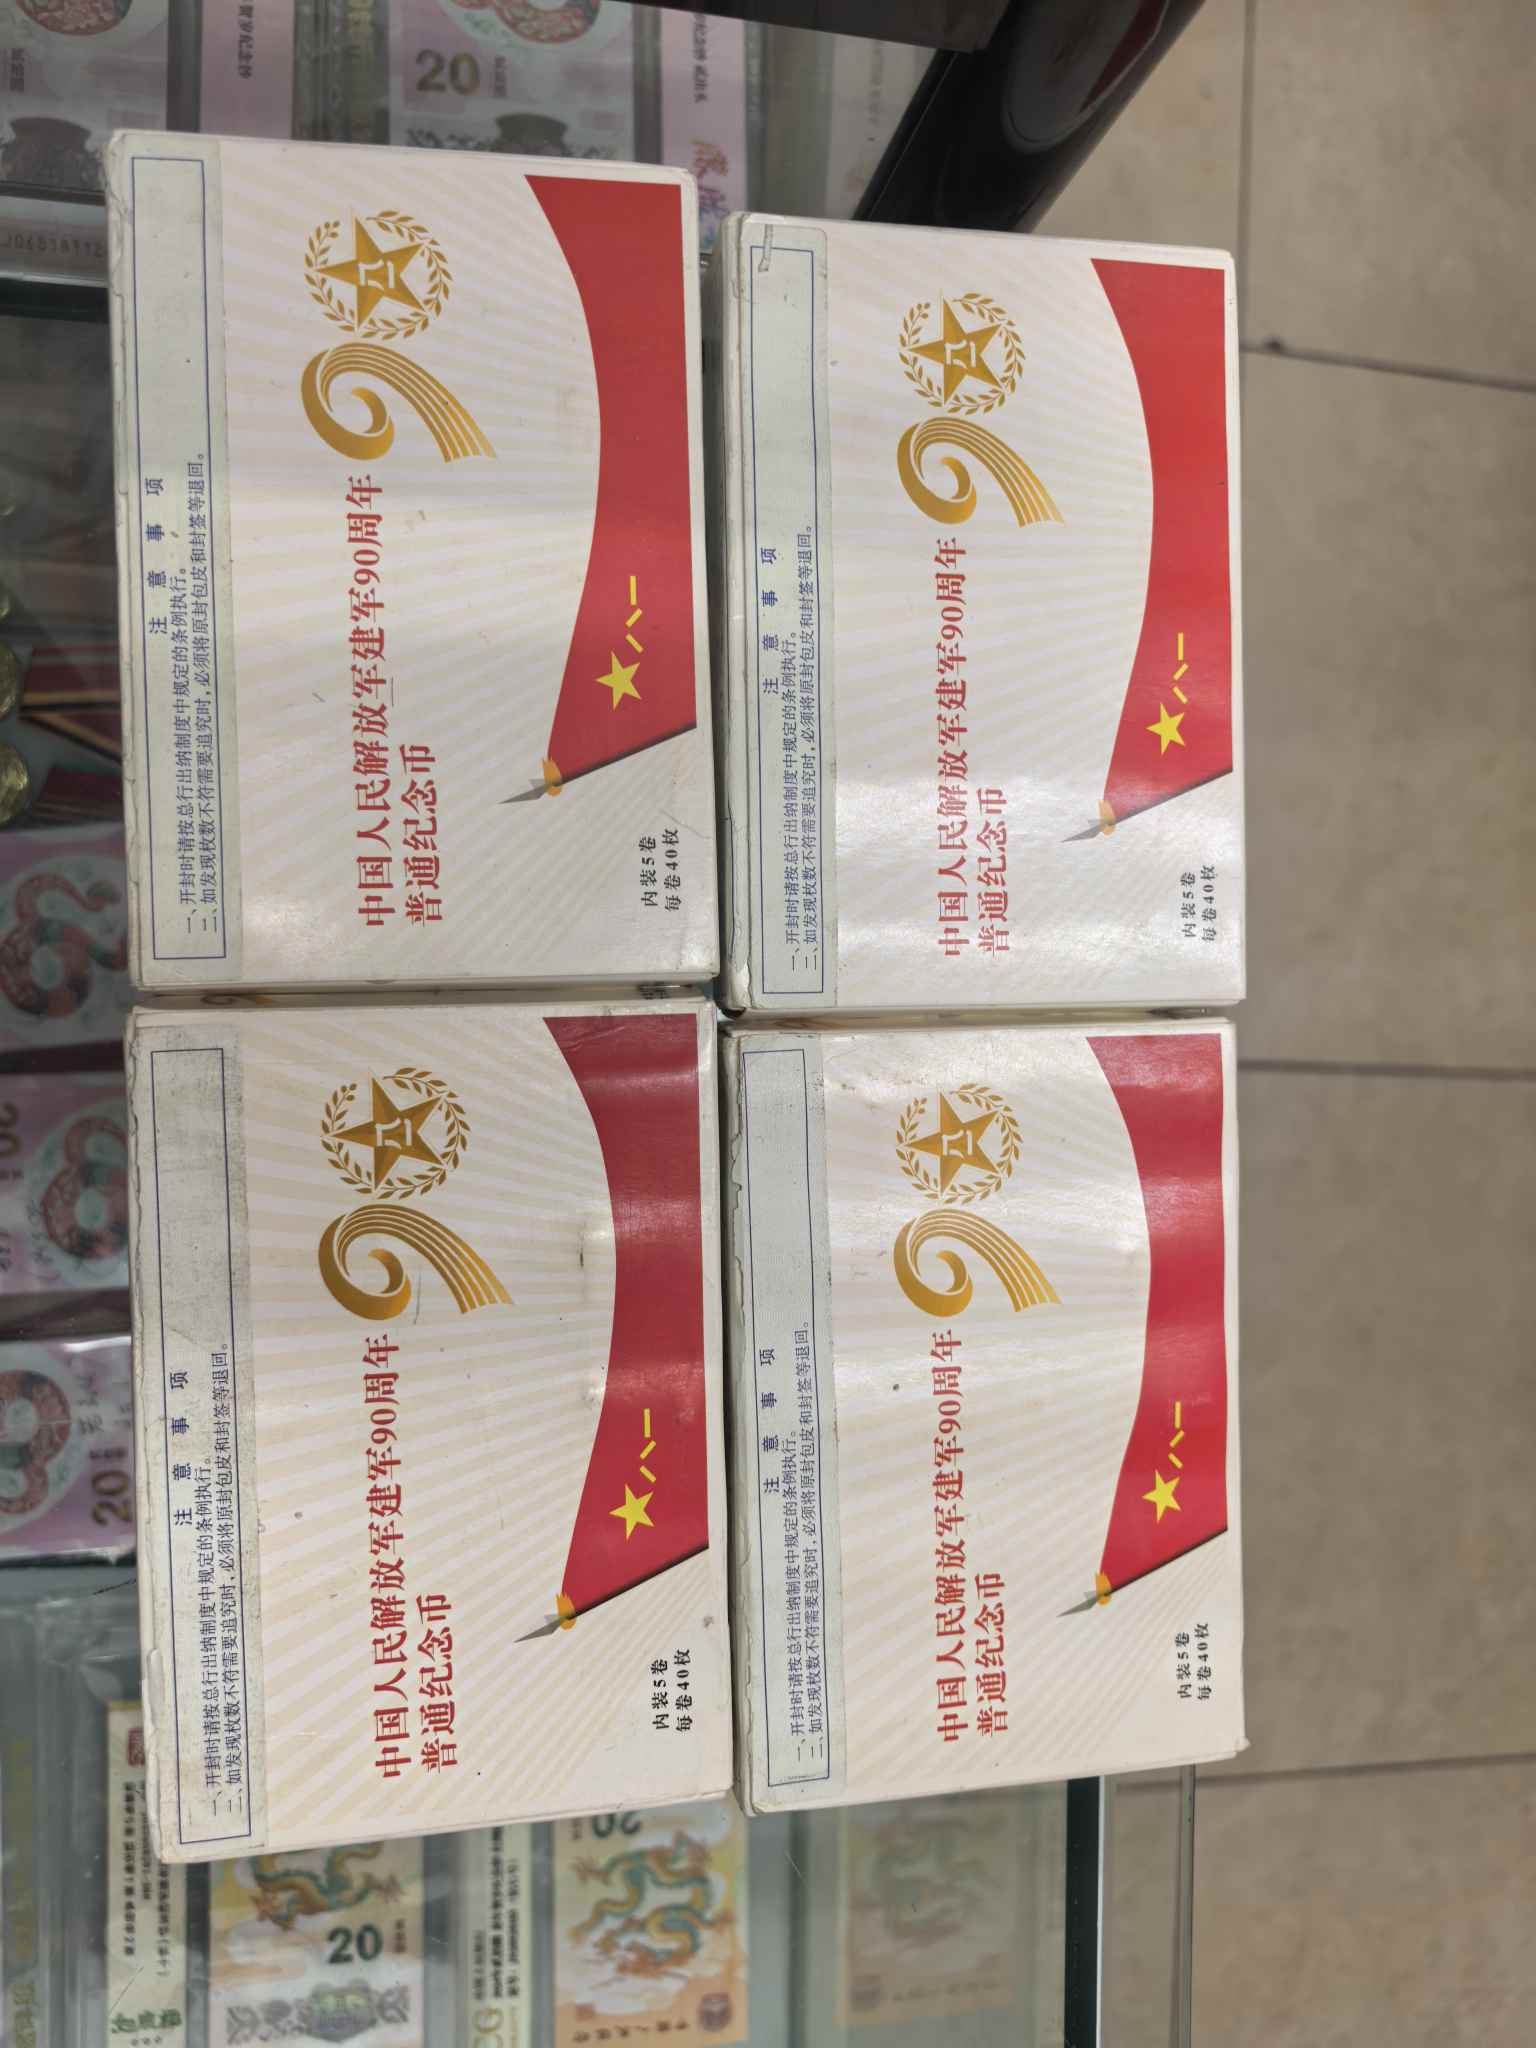 注意事项
一、开封时请按总行出纳制度中规定的条例执行。
二、如发现枚数不符需要追究时，必须将原封包皮和封签等退回。
中国人民解放军建军90周年
普通纪念币
八一
八一
内装5卷
每卷40枚
注意事项
一、开封时请按总行出纳制度中规定的条例执行。
二、如发现枚数不符需要追究时，必须将原封包皮和封签等退回。
中国人民解放军建军90周年
普通纪念币
八一
八一
内装5卷
每卷40枚
注意事项
一、开封时请按总行出纳制度中规定的条例执行。
二、如发现枚数不符需要追究时，必须将原封包皮和封签等退回。
中国人民解放军建军90周年
普通纪念币
八一
八一
内装5卷
每卷40枚
注意事项
一、开封时请按总行出纳制度中规定的条例执行。
二、如发现枚数不符需要追究时，必须将原封包皮和封签等退回。
中国人民解放军建军90周年
普通纪念币
八一
八一
内装5卷
每卷40枚
20
20
20
20
20